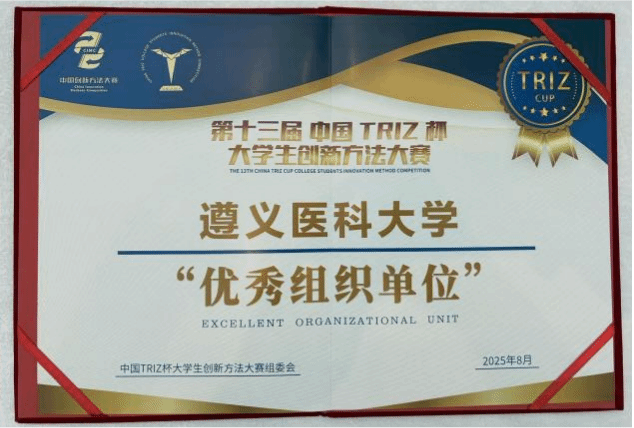 CIMC
中国创新方法大赛
China Innovation
Methods Competition
TRIZ
CUP
第十三届 中国 TRIZ 杯
大学生创新方法大赛
THE 13TH CHINA TRIZ CUP COLLEGE STUDENTS INNOVATION METHOD COMPETITION
遵义医科大学
“优秀组织单位”
EXCELLENT ORGANIZATIONAL UNIT
中国TRIZ杯大学生创新方法大赛组委会
2025年8月